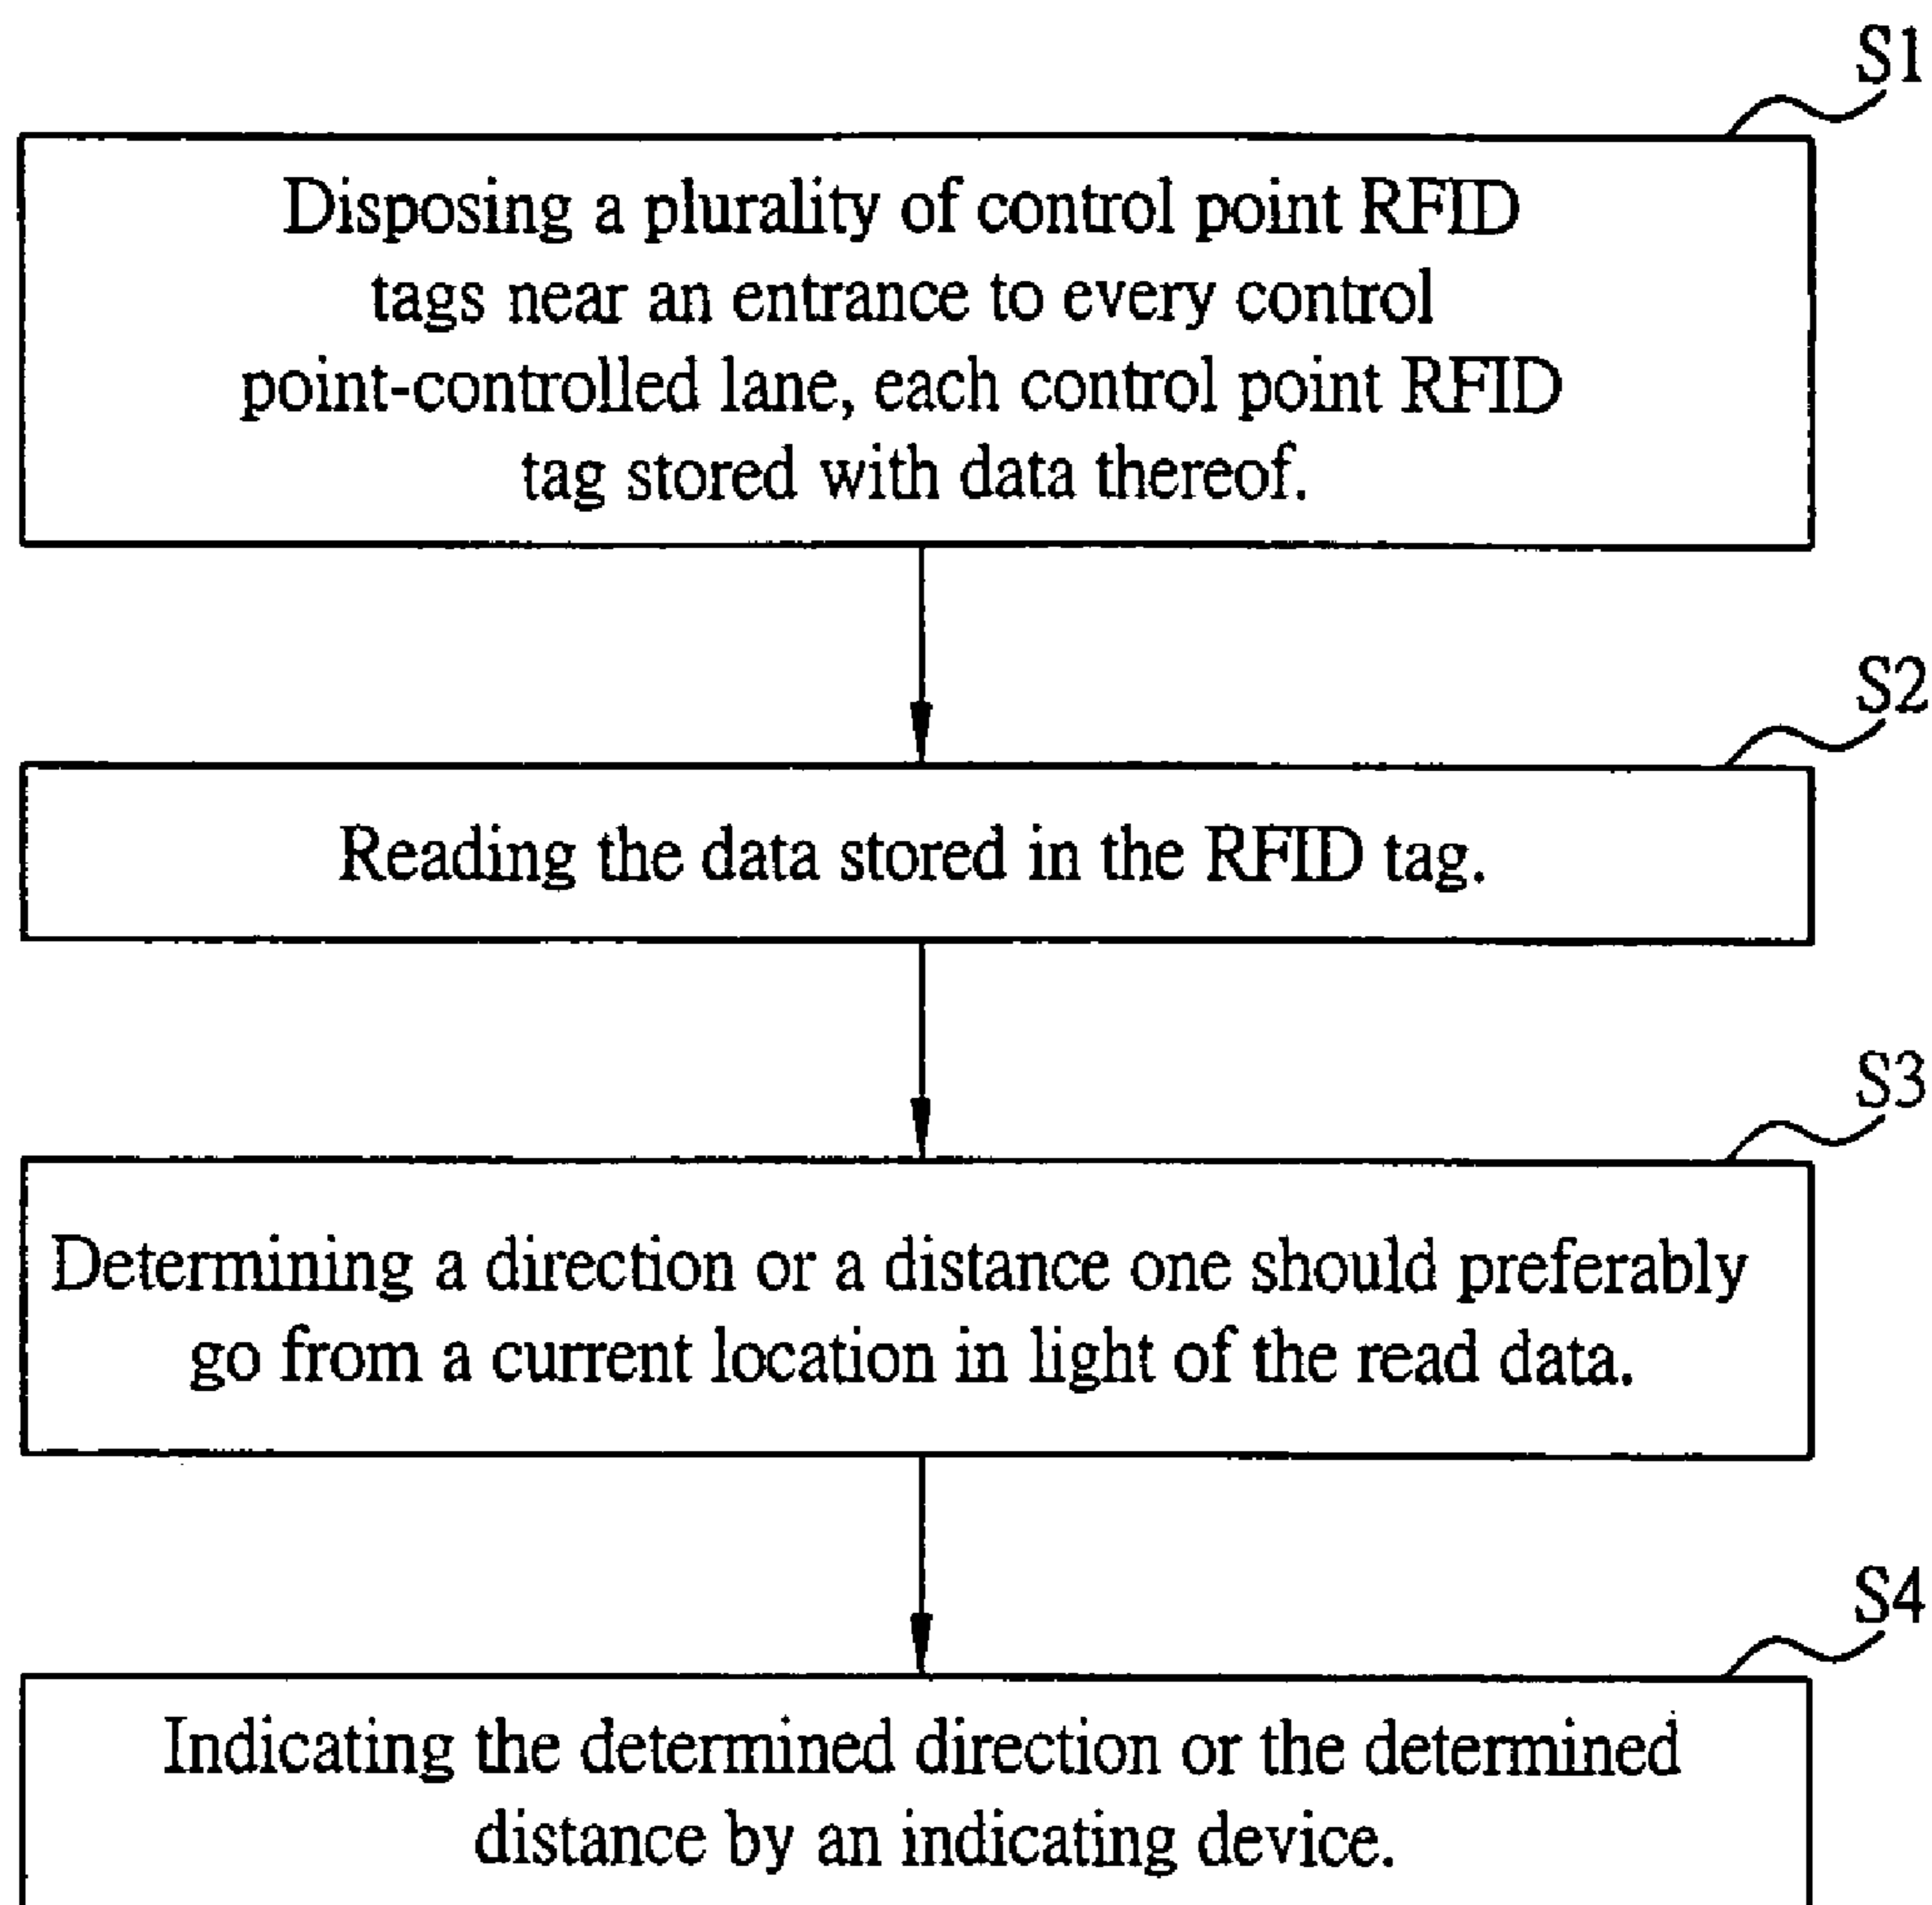 S1
Disposing a plurality of control point RFID
tags near an entrance to every control
point-controlled lane, each control point RFID
tag stored with data thereof.
S2
Reading the data stored in the RFID tag.
S3
Determining a direction or a distance one should preferably
go from a current location in light of the read data.
S4
Indicating the determined direction or the determined
distance by an indicating device.